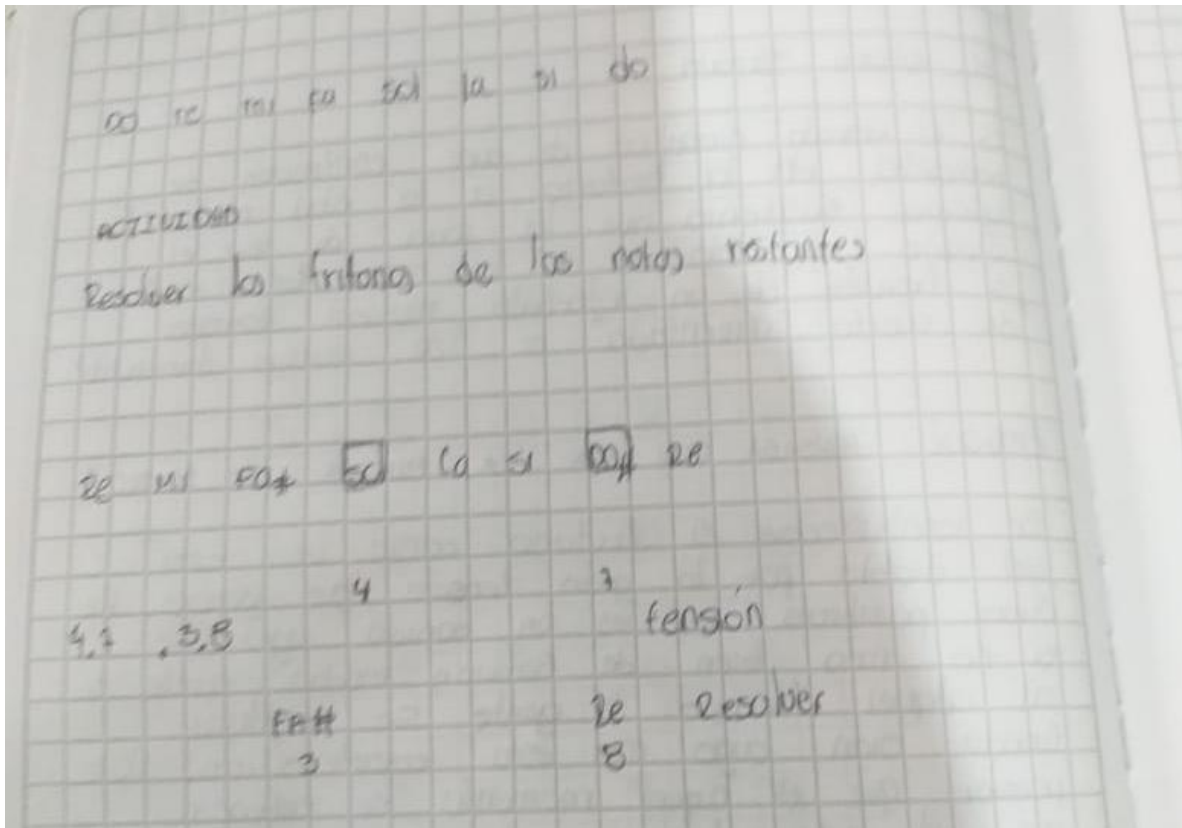 do re mi fa sol la si do
ACTIVIDAD
Resolver los tritonos de las notas restantes
Re Mi FA# Sol La si DO# Re
4 7
tensión
4,7 , 3,8
FA# Re Resolver
3 8